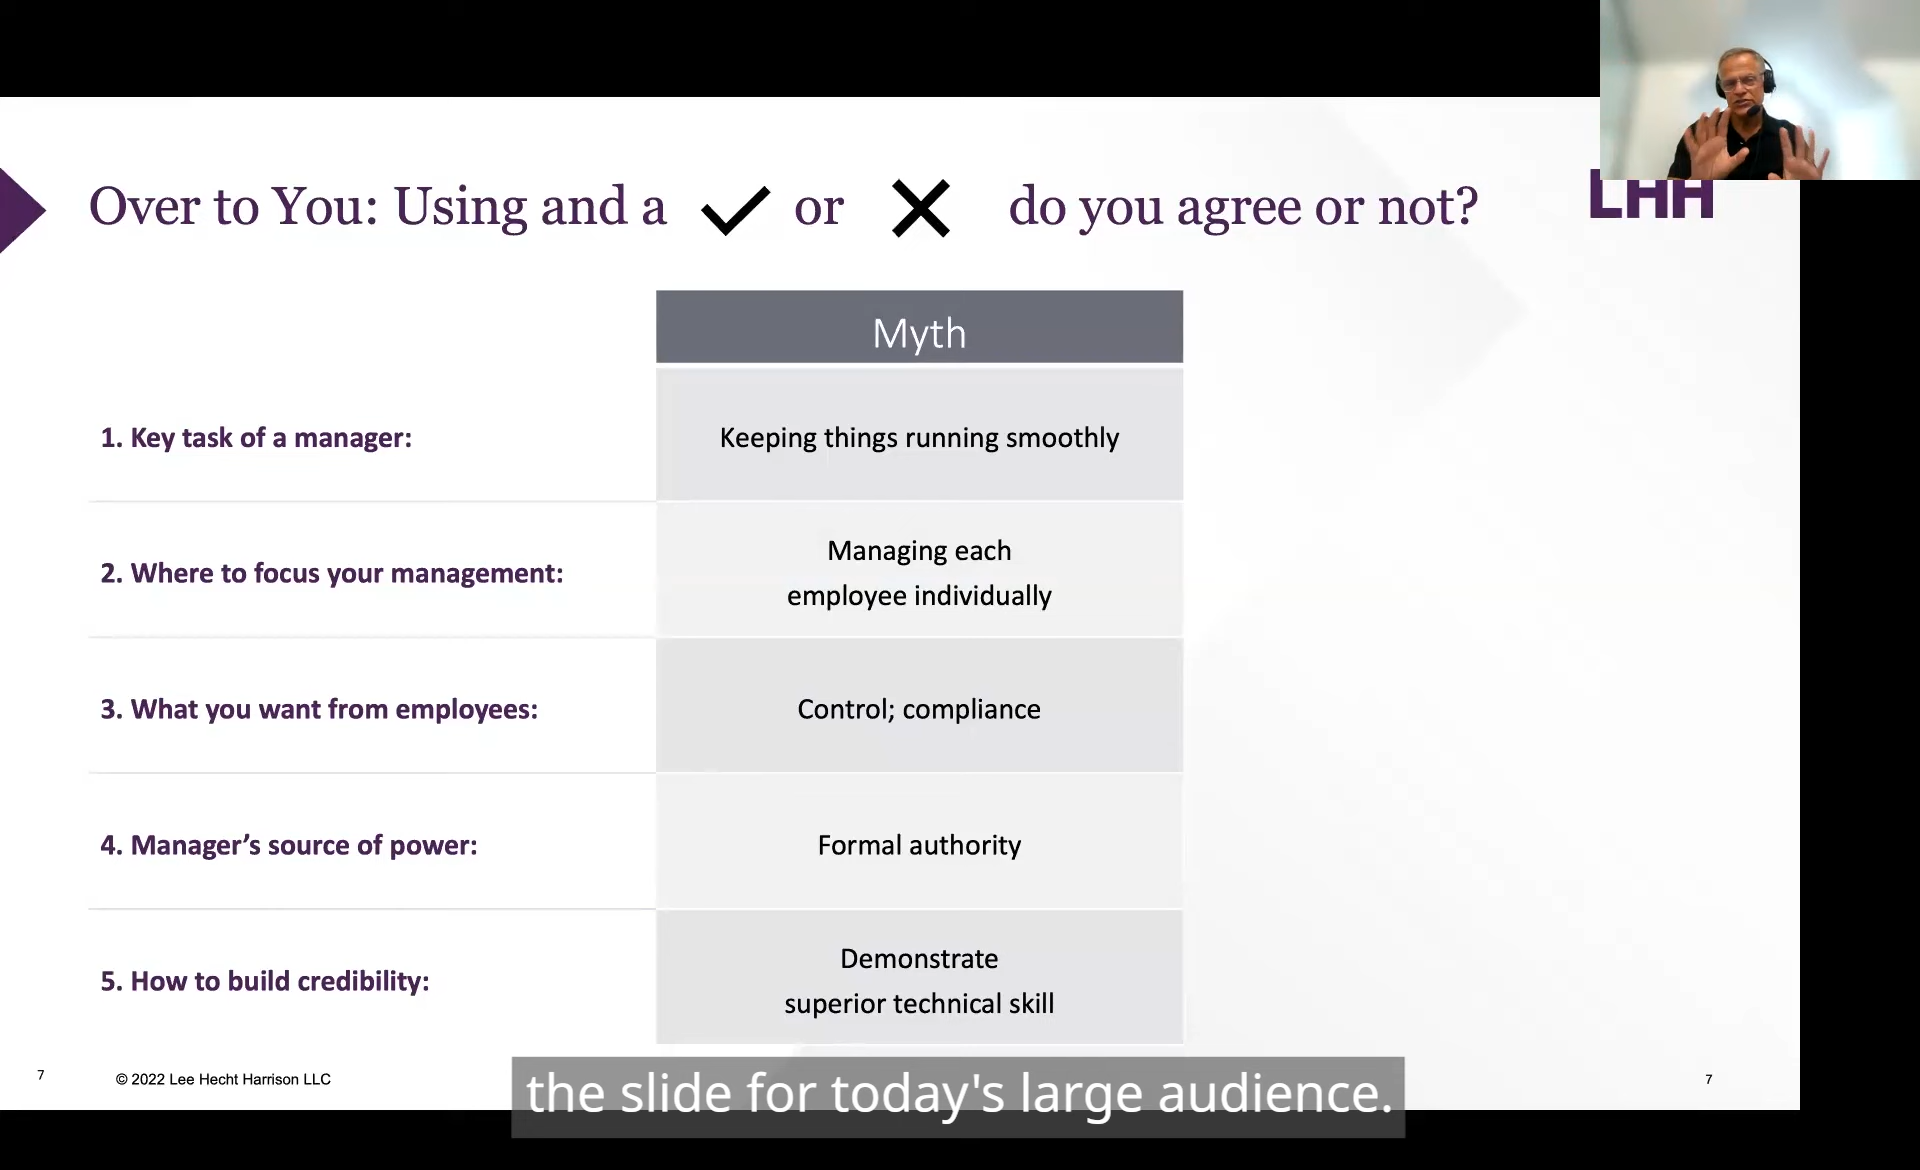 Over to You: Using and a ✓ or ✕ do you agree or not?
LHH
Myth
1. Key task of a manager:
Keeping things running smoothly
2. Where to focus your management:
Managing each
employee individually
3. What you want from employees:
Control; compliance
4. Manager’s source of power:
Formal authority
5. How to build credibility:
Demonstrate
superior technical skill
7
© 2022 Lee Hecht Harrison LLC
7
the slide for today's large audience.